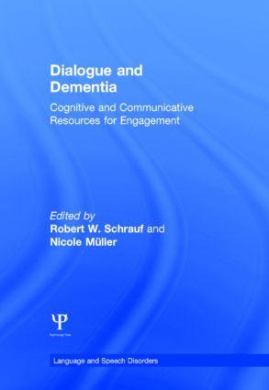 Dialogue and
Dementia
Cognitive and Communicative
Resources for Engagement
Edited by
Robert W. Schrauf and
Nicole Müller
Language and Speech Disorders